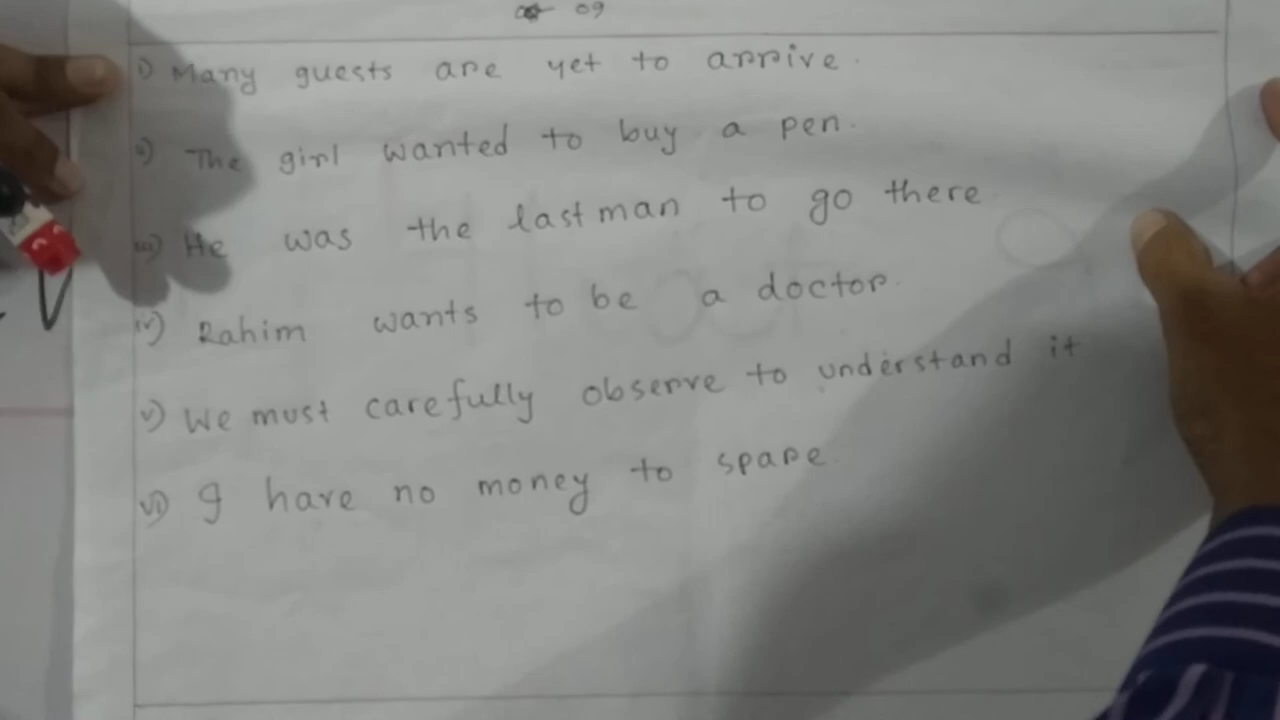 09
i) Many guests are yet to arrive.
ii) The girl wanted to buy a pen.
iii) He was the last man to go there
iv) Rahim wants to be a doctor.
v) We must carefully observe to understand it
vi) I have no money to spare.